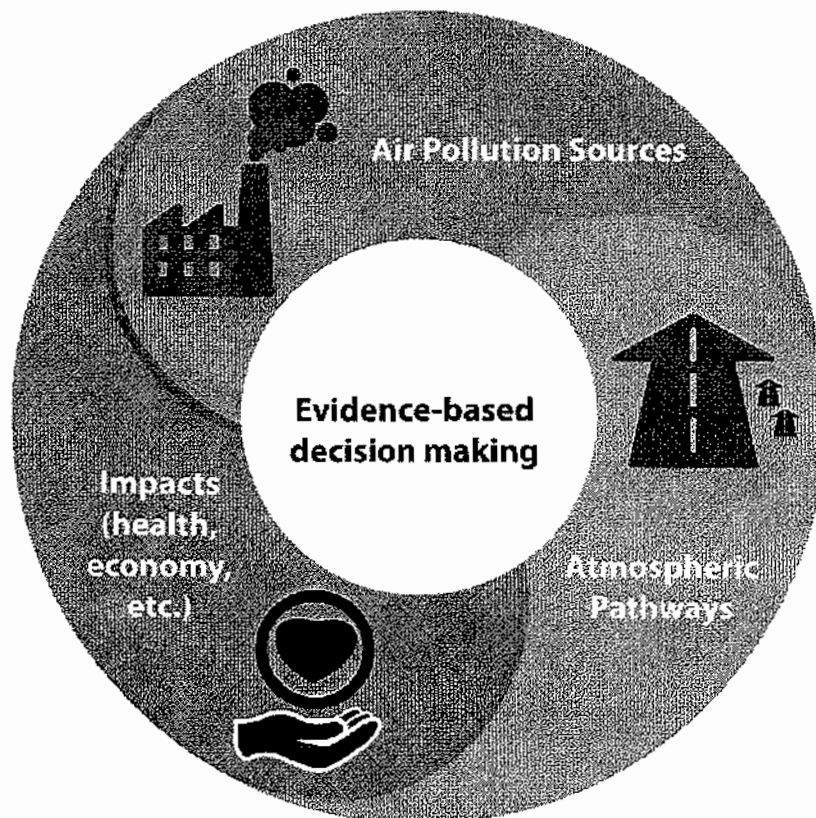 Air Pollution Sources
Evidence-based
decision making
Impacts
(health,
economy,
etc.)
Atmospheric
Pathways